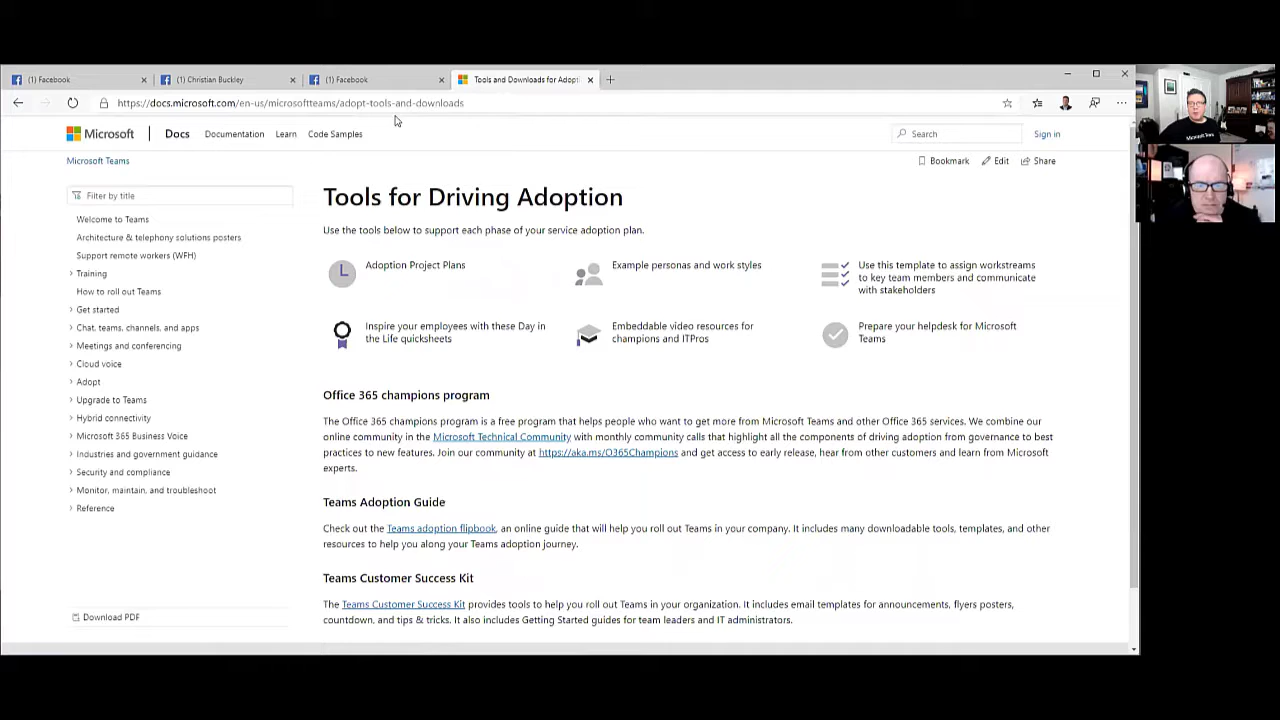 (1) Facebook
(1) Christian Buckley
(1) Facebook
Tools and Downloads for Adopt
https://docs.microsoft.com/en-us/microsoftteams/adopt-tools-and-downloads
Microsoft
Docs
Documentation
Learn
Code Samples
Search
Sign in
Microsoft Teams
Bookmark
Edit
Share
Filter by title
Welcome to Teams
Architecture & telephony solutions posters
Support remote workers (WFH)
Training
How to roll out Teams
Get started
Chat, teams, channels, and apps
Meetings and conferencing
Cloud voice
Adopt
Upgrade to Teams
Hybrid connectivity
Microsoft 365 Business Voice
Industries and government guidance
Security and compliance
Monitor, maintain, and troubleshoot
Reference
Download PDF
Tools for Driving Adoption
Use the tools below to support each phase of your service adoption plan.
Adoption Project Plans
Example personas and work styles
Use this template to assign workstreams
to key team members and communicate
with stakeholders
Inspire your employees with these Day in
the Life quicksheets
Embeddable video resources for
champions and ITPros
Prepare your helpdesk for Microsoft
Teams
Office 365 champions program
The Office 365 champions program is a free program that helps people who want to get more from Microsoft Teams and other Office 365 services. We combine our
online community in the Microsoft Technical Community with monthly community calls that highlight all the components of driving adoption from governance to best
practices to new features. Join our community at https://aka.ms/O365Champions and get access to early release, hear from other customers and learn from Microsoft
experts.
Teams Adoption Guide
Check out the Teams adoption flipbook, an online guide that will help you roll out Teams in your company. It includes many downloadable tools, templates, and other
resources to help you along your Teams adoption journey.
Teams Customer Success Kit
The Teams Customer Success Kit provides tools to help you roll out Teams in your organization. It includes email templates for announcements, flyers posters,
countdown, and tips & tricks. It also includes Getting Started guides for team leaders and IT administrators.